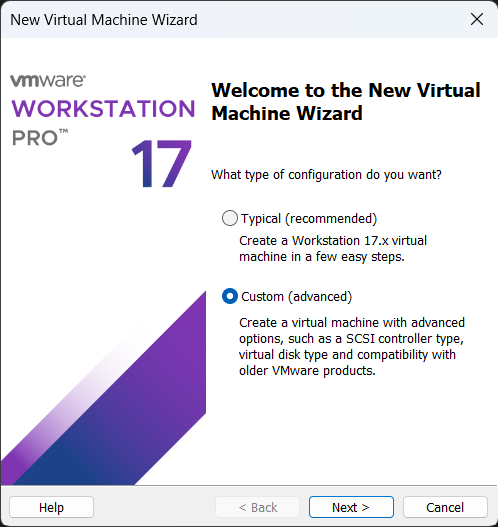 New Virtual Machine Wizard
vmware®
WORKSTATION
PRO™
17
Welcome to the New Virtual
Machine Wizard
What type of configuration do you want?
Typical (recommended)
Create a Workstation 17.x virtual
machine in a few easy steps.
Custom (advanced)
Create a virtual machine with advanced
options, such as a SCSI controller type,
virtual disk type and compatibility with
older VMware products.
Help
< Back
Next >
Cancel